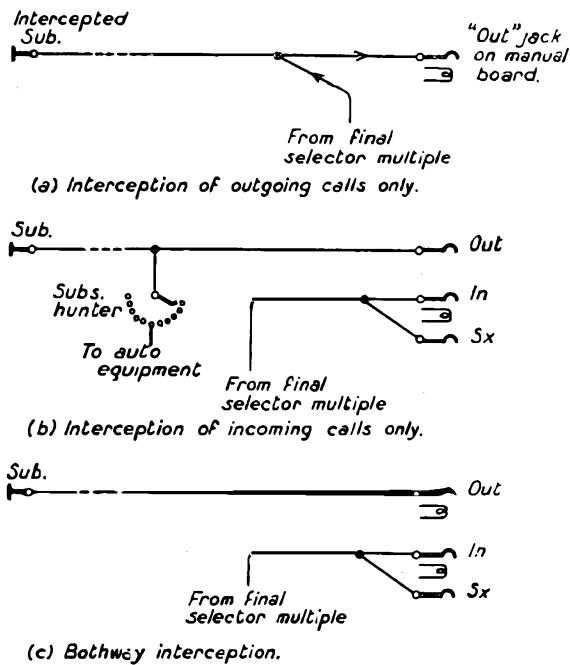 Intercepted
Sub.
"Out" jack
on manual
board.
From final
selector multiple
(a) Interception of outgoing calls only.
Sub.
Out
Subs.
hunter
In
To auto
equipment
Sx
From final
selector multiple
(b) Interception of incoming calls only.
Sub.
Out
In
Sx
From final
selector multiple
(c) Bothway interception.